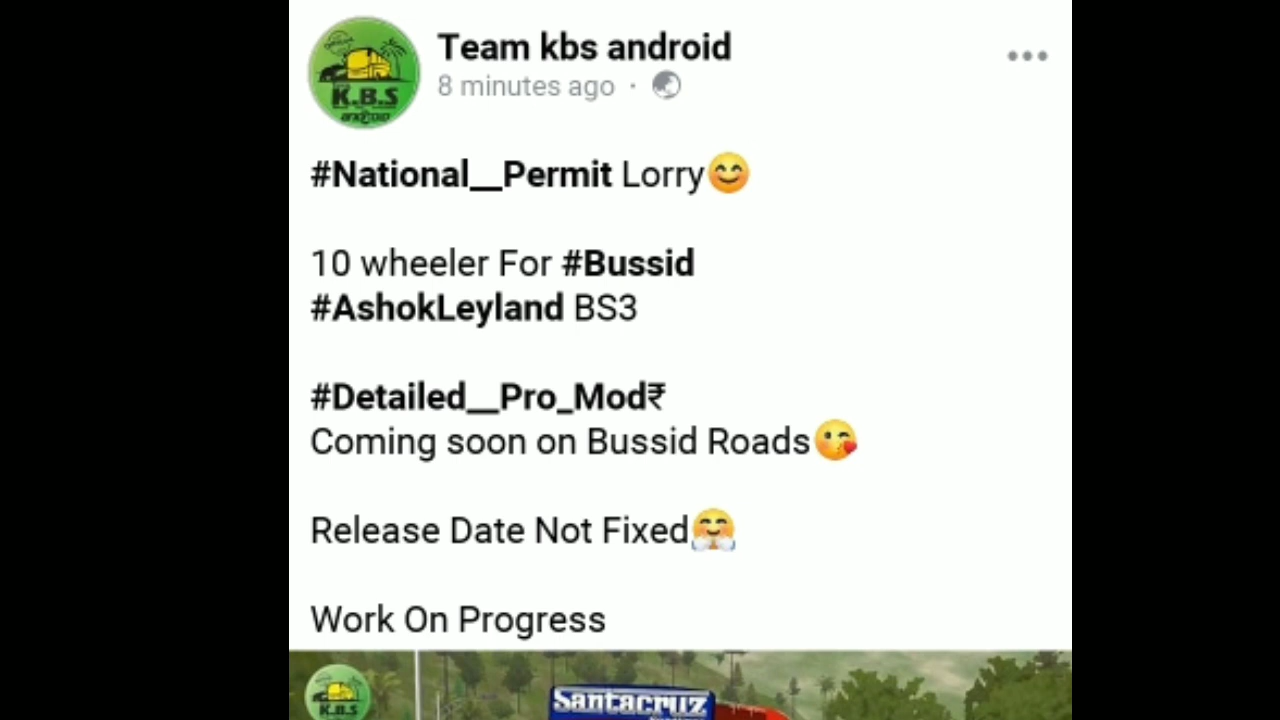 Team kbs android
8 minutes ago ·
#National__Permit Lorry😊
10 wheeler For #Bussid
#AshokLeyland BS3
#Detailed__Pro_Mod₹
Coming soon on Bussid Roads😘
Release Date Not Fixed🤗
Work On Progress
K.B.S
K.B.S
Santacruz